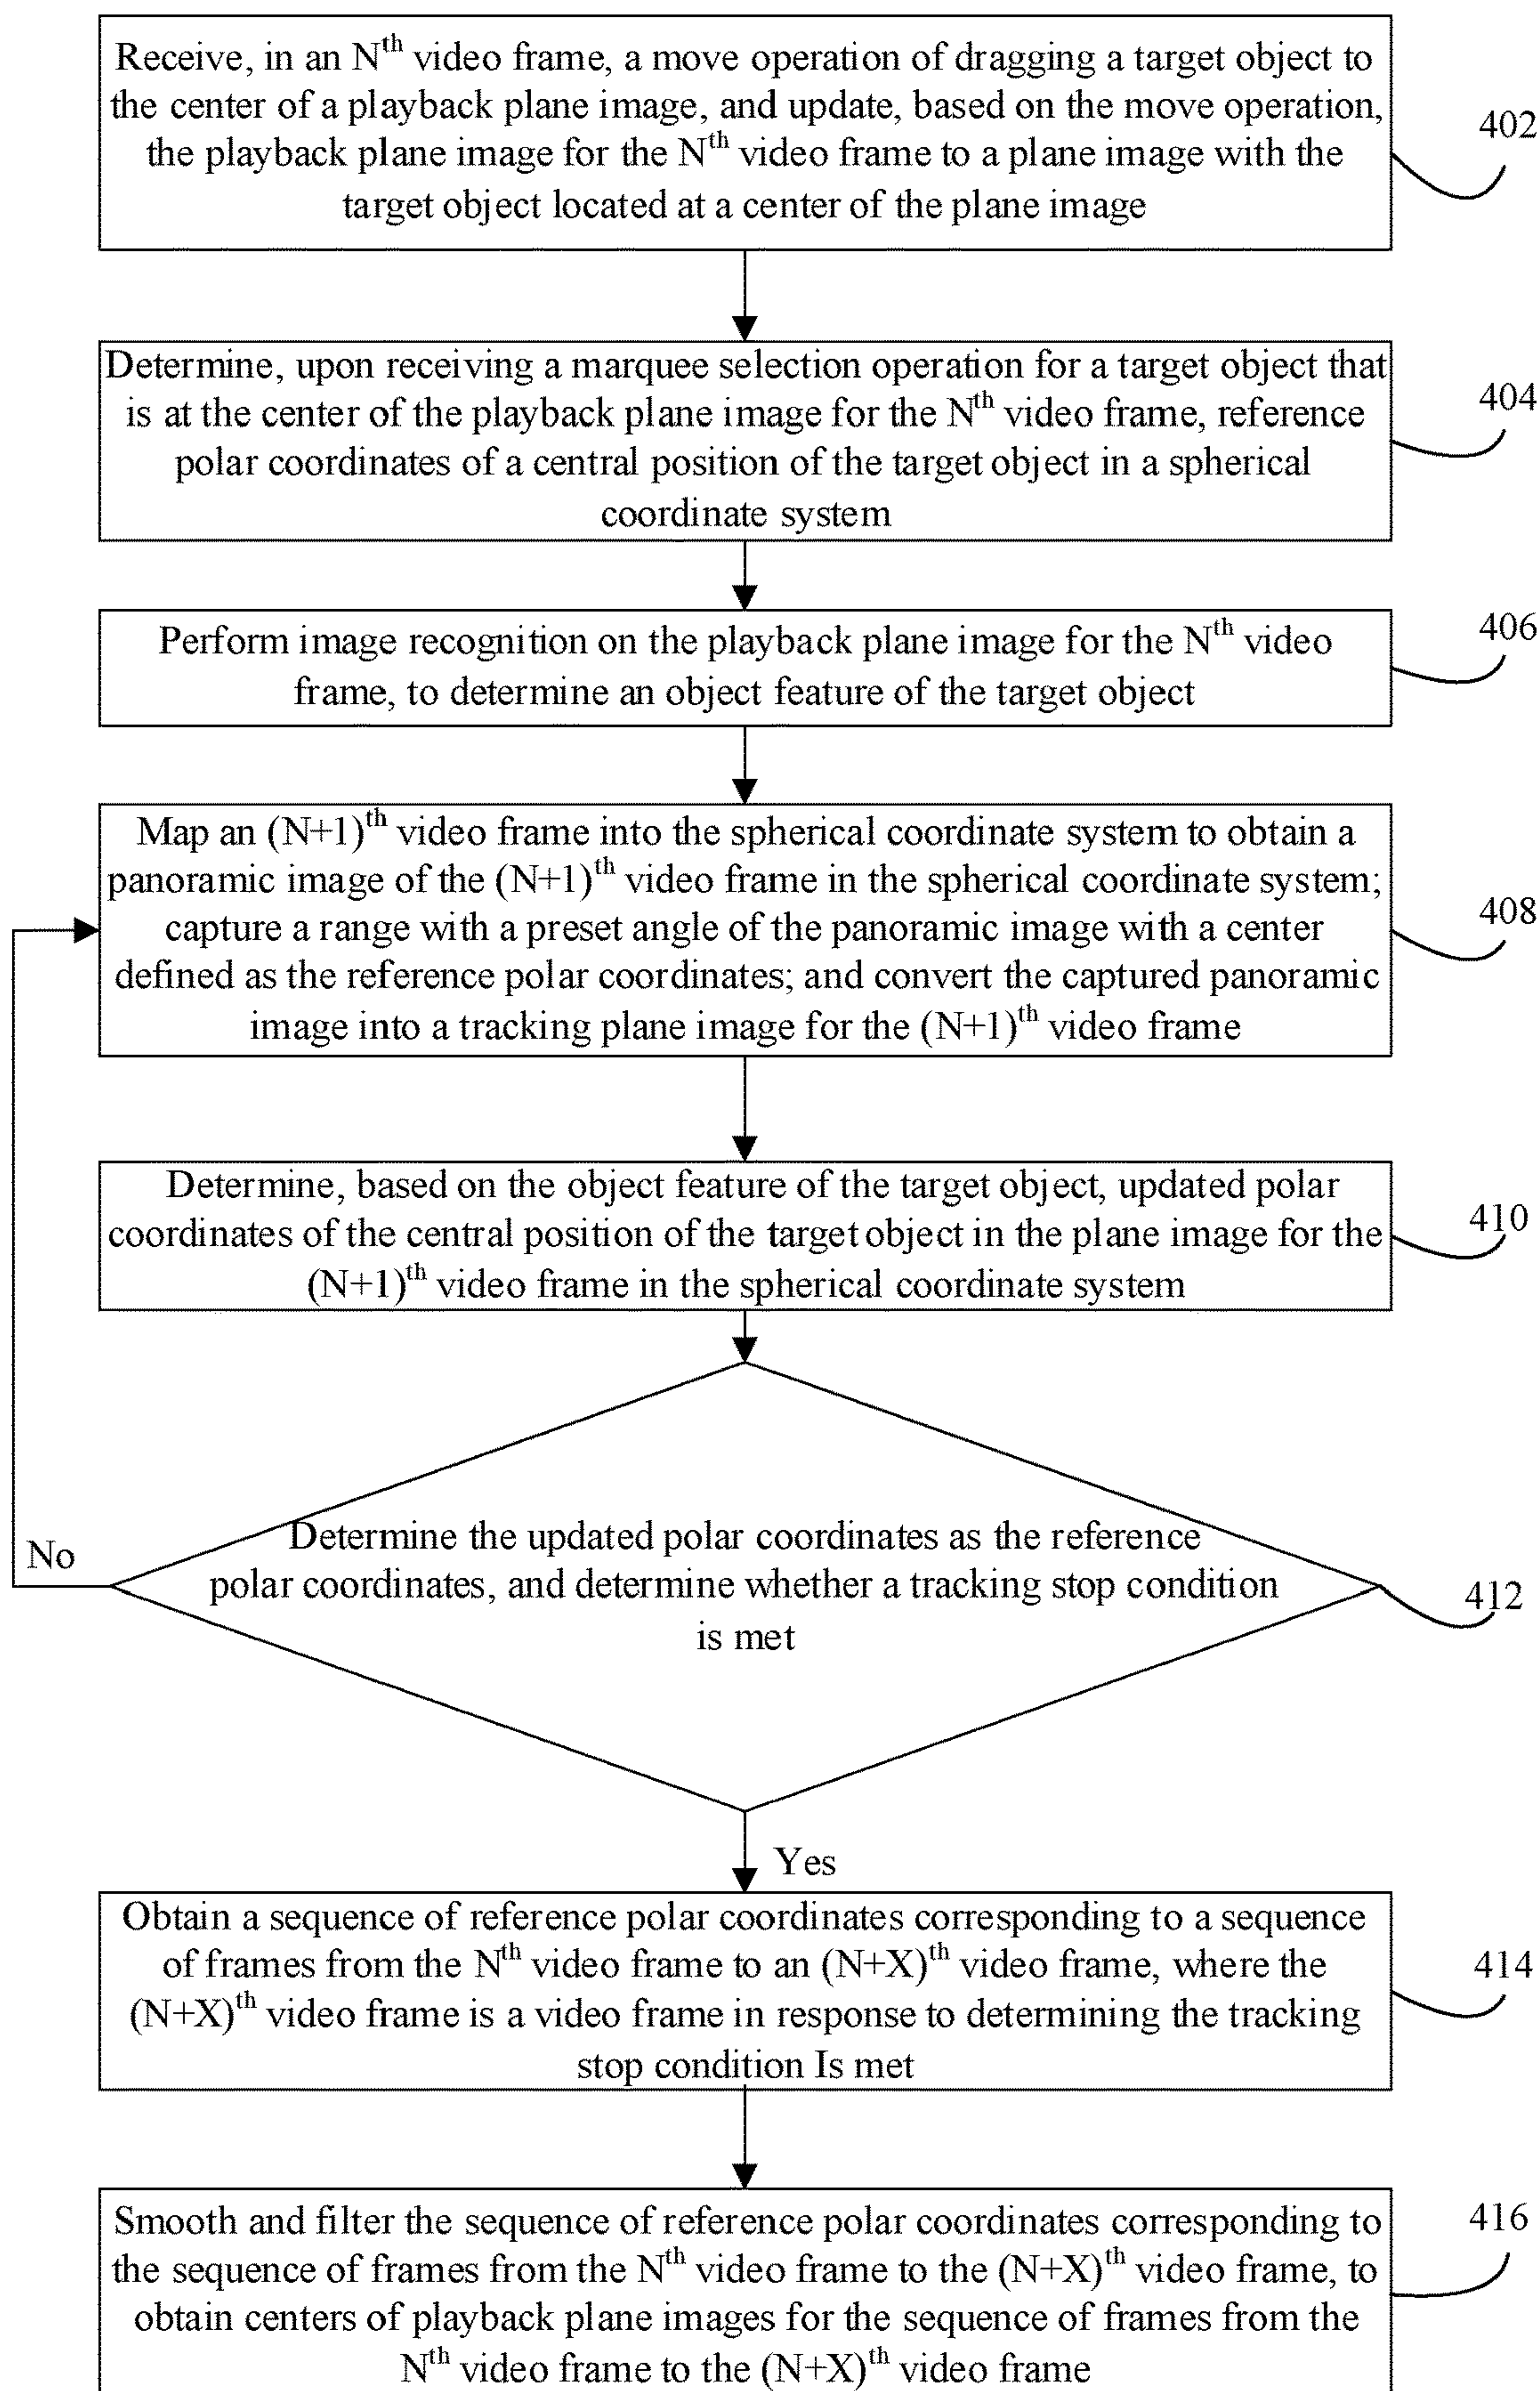 Receive, in an Nth video frame, a move operation of dragging a target object to
the center of a playback plane image, and update, based on the move operation,
the playback plane image for the Nth video frame to a plane image with the
target object located at a center of the plane image
402
Determine, upon receiving a marquee selection operation for a target object that
is at the center of the playback plane image for the Nth video frame, reference
polar coordinates of a central position of the target object in a spherical
coordinate system
404
Perform image recognition on the playback plane image for the Nth video
frame, to determine an object feature of the target object
406
Map an (N+1)th video frame into the spherical coordinate system to obtain a
panoramic image of the (N+1)th video frame in the spherical coordinate system;
capture a range with a preset angle of the panoramic image with a center
defined as the reference polar coordinates; and convert the captured panoramic
image into a tracking plane image for the (N+1)th video frame
408
Determine, based on the object feature of the target object, updated polar
coordinates of the central position of the target object in the plane image for the
(N+1)th video frame in the spherical coordinate system
410
Determine the updated polar coordinates as the reference
polar coordinates, and determine whether a tracking stop condition
is met
412
No
Yes
Obtain a sequence of reference polar coordinates corresponding to a sequence
of frames from the Nth video frame to an (N+X)th video frame, where the
(N+X)th video frame is a video frame in response to determining the tracking
stop condition Is met
414
Smooth and filter the sequence of reference polar coordinates corresponding to
the sequence of frames from the Nth video frame to the (N+X)th video frame, to
obtain centers of playback plane images for the sequence of frames from the
Nth video frame to the (N+X)th video frame
416